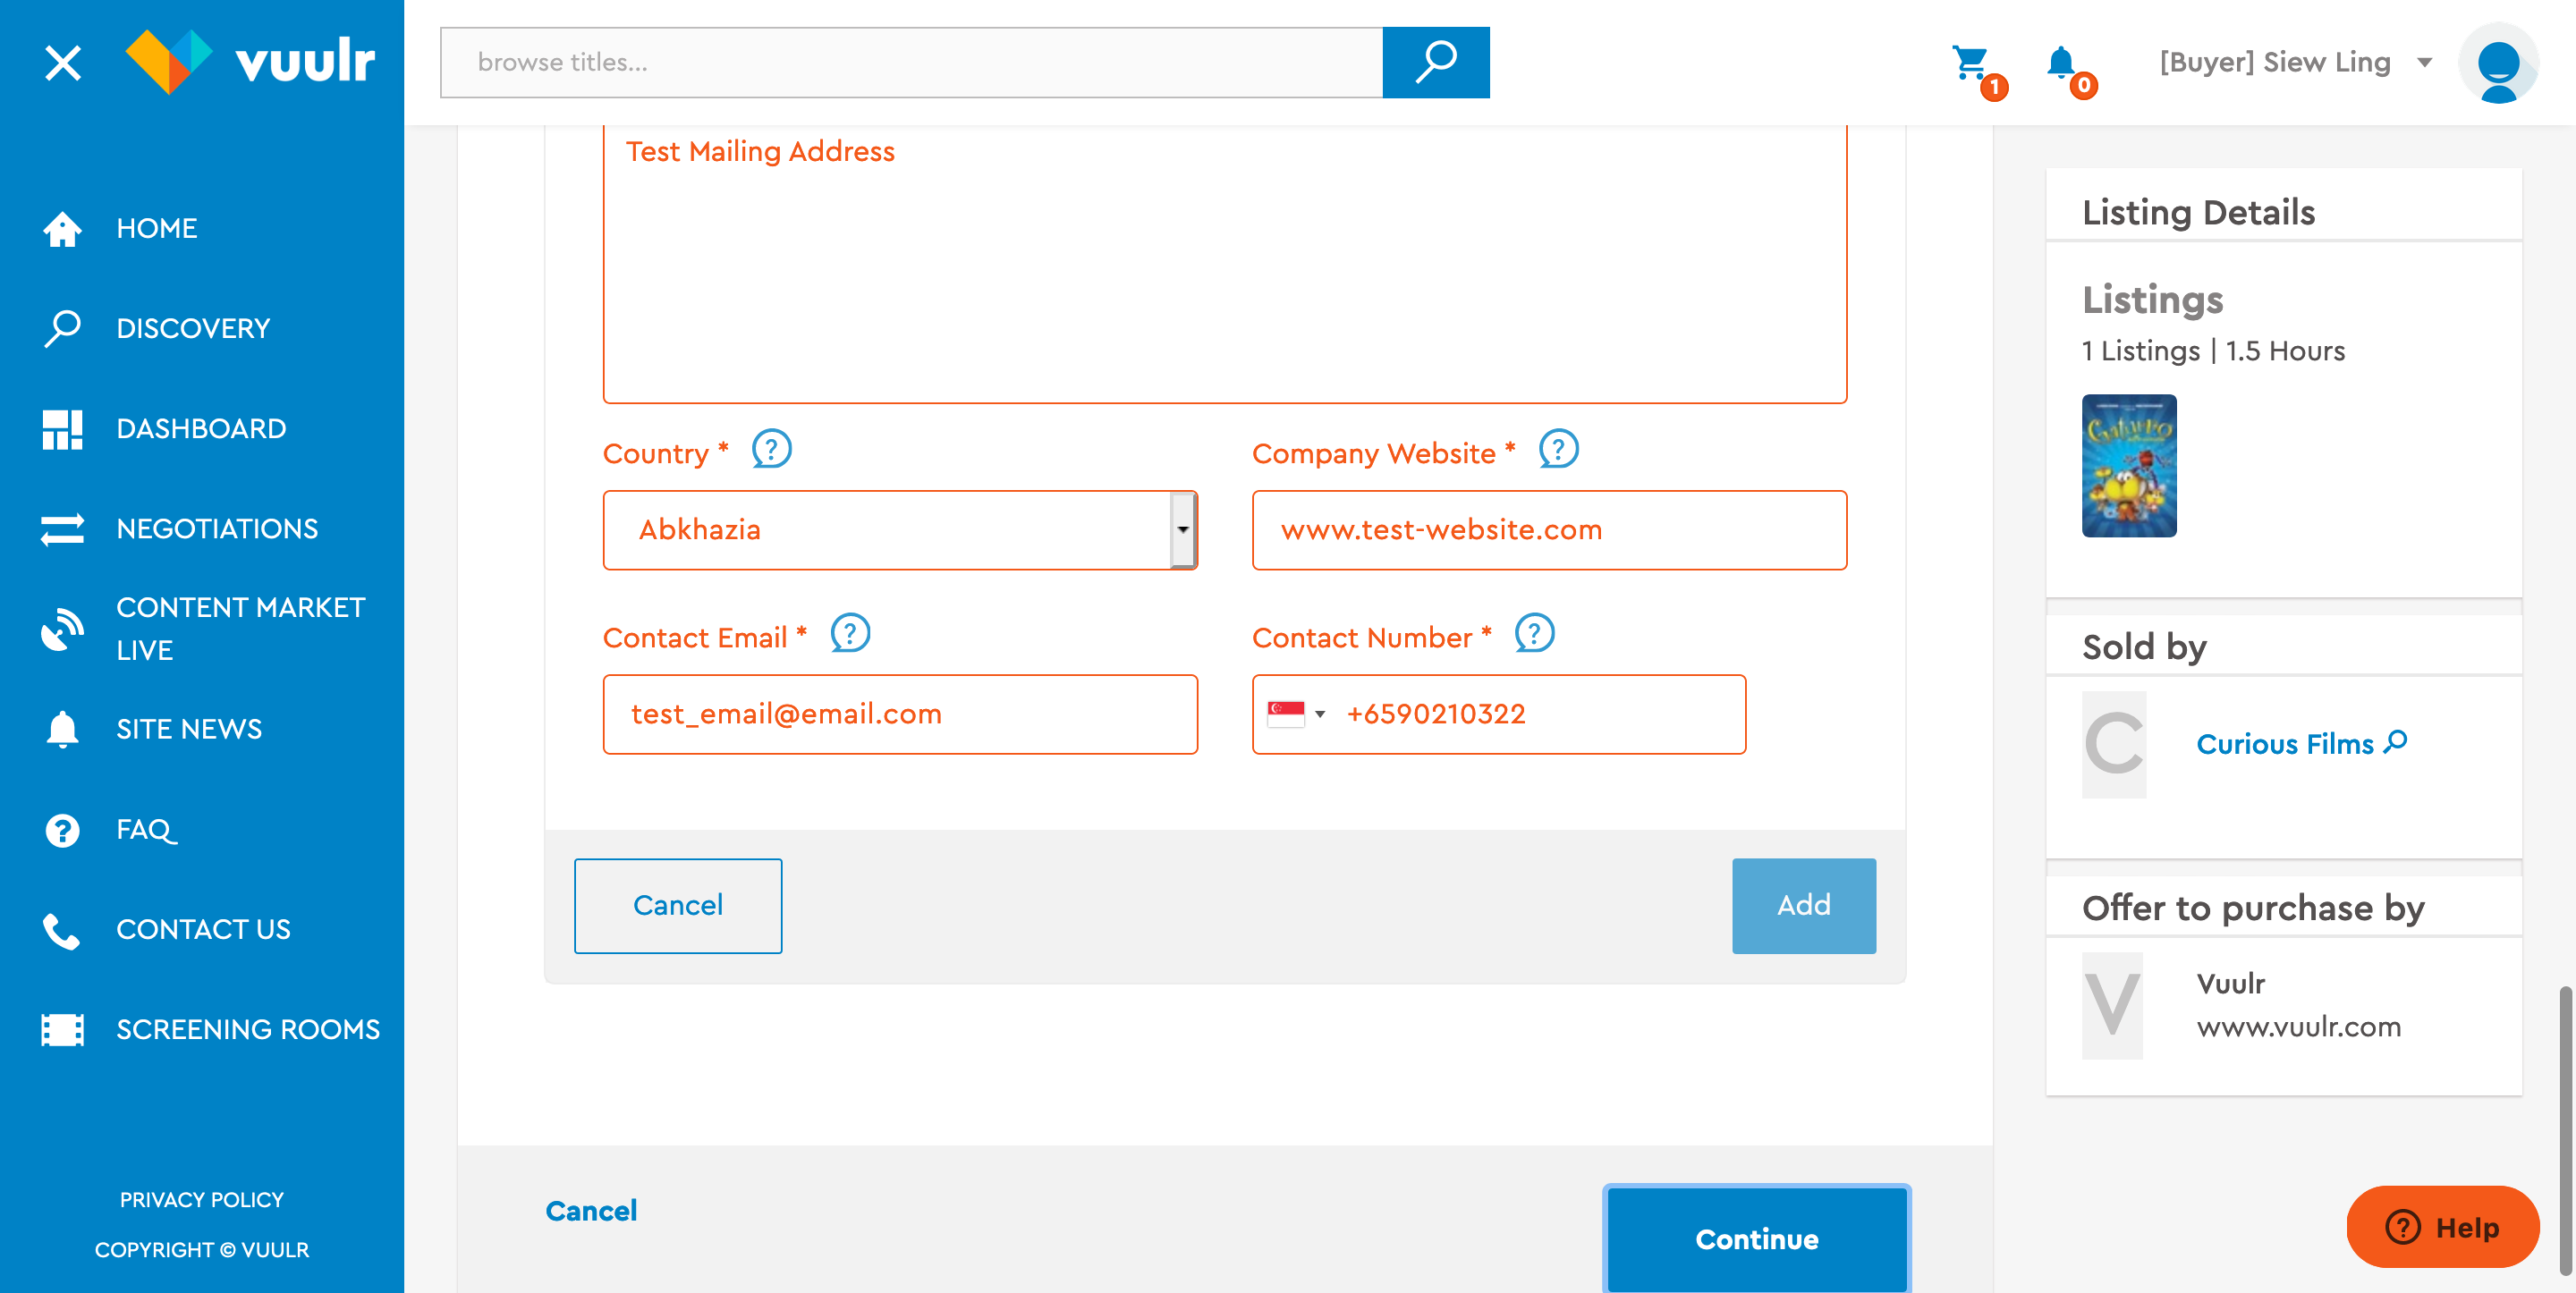 vuulr
browse titles...
1
0
[Buyer] Siew Ling
HOME
DISCOVERY
DASHBOARD
NEGOTIATIONS
CONTENT MARKET
LIVE
SITE NEWS
FAQ
CONTACT US
SCREENING ROOMS
PRIVACY POLICY
COPYRIGHT © VUULR
Test Mailing Address
Country * ?
Company Website * ?
Abkhazia
www.test-website.com
Contact Email * ?
Contact Number * ?
test_email@email.com
+6590210322
Cancel
Add
Cancel
Continue
Listing Details
Listings
1 Listings | 1.5 Hours
Gaturro
Sold by
C
Curious Films
Offer to purchase by
V
Vuulr
www.vuulr.com
? Help